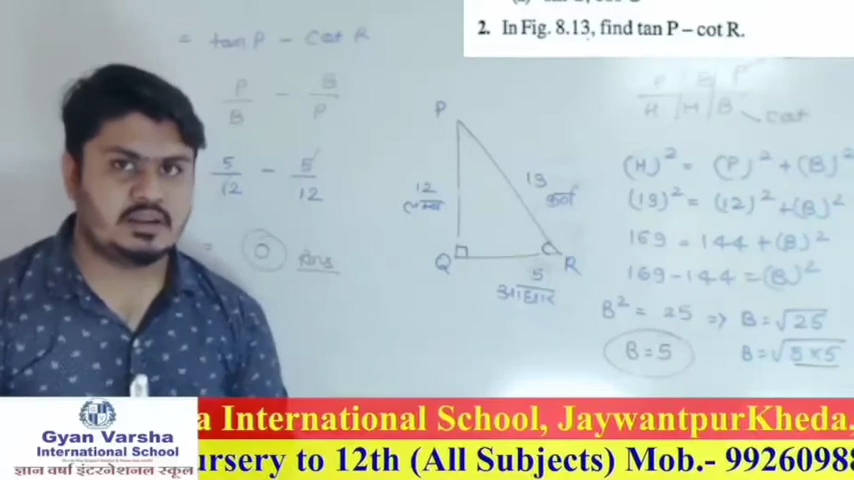 2. In Fig. 8.13, find tan P – cot R.
= tan P - Cot R
P/B - B/P
5/12 - 5/12
= 0 Ans
P
12
लम्ब
13
कर्ण
Q
R
5
आधार
P B P
H H B
cot
(H)² = (P)² + (B)²
(13)² = (12)² + (B)²
169 = 144 + (B)²
169 - 144 = (B)²
B² = 25 => B = √25
B = 5 B = √5×5
Gyan Varsha
International School
ज्ञान वर्षा इंटरनेशनल स्कूल
a International School, JaywantpurKheda,
ursery to 12th (All Subjects) Mob.- 9926098